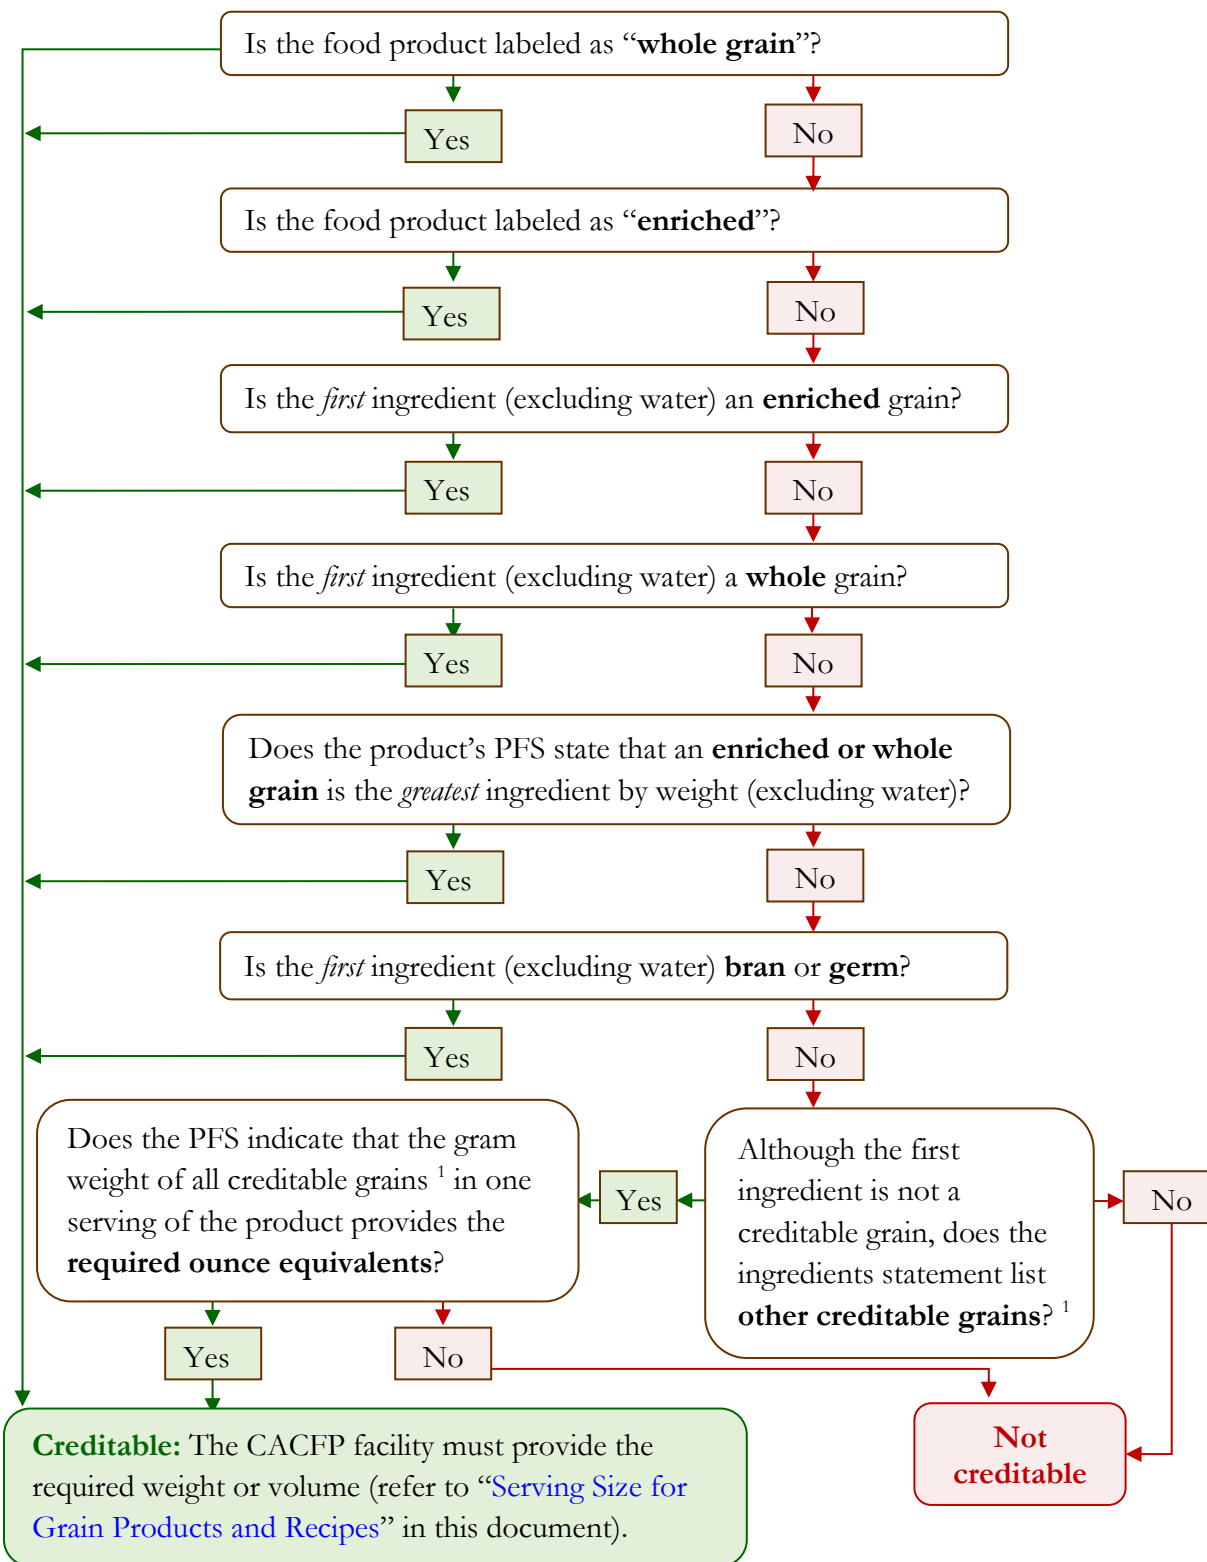 Is the food product labeled as “whole grain”?
Yes
No
Is the food product labeled as “enriched”?
Yes
No
Is the first ingredient (excluding water) an enriched grain?
Yes
No
Is the first ingredient (excluding water) a whole grain?
Yes
No
Does the product’s PFS state that an enriched or whole
grain is the greatest ingredient by weight (excluding water)?
Yes
No
Is the first ingredient (excluding water) bran or germ?
Yes
No
Although the first
ingredient is not a
creditable grain, does the
ingredients statement list
other creditable grains? 1
Yes
No
Does the PFS indicate that the gram
weight of all creditable grains 1 in one
serving of the product provides the
required ounce equivalents?
Yes
No
Creditable: The CACFP facility must provide the
required weight or volume (refer to “Serving Size for
Grain Products and Recipes” in this document).
Not
creditable